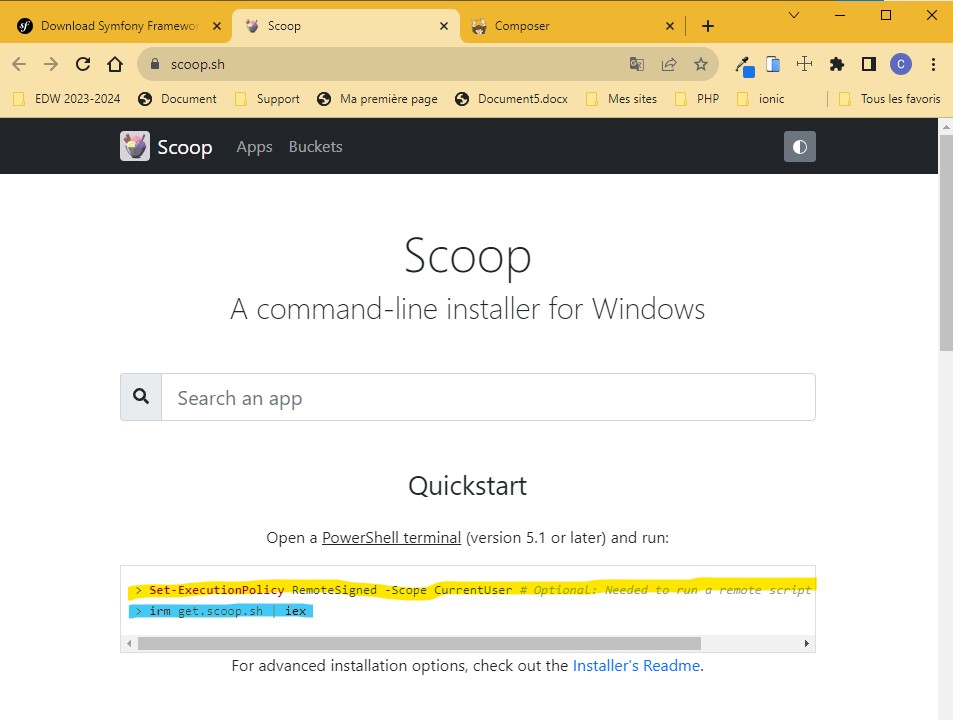 Download Symfony Framewor
Scoop
Composer
scoop.sh
C
EDW 2023-2024
Document
Support
Ma première page
Document5.docx
Mes sites
PHP
ionic
Tous les favoris
Scoop
Apps
Buckets
Scoop
A command-line installer for Windows
Search an app
Quickstart
Open a PowerShell terminal (version 5.1 or later) and run:
> Set-ExecutionPolicy RemoteSigned -Scope CurrentUser # Optional: Needed to run a remote script
> irm get.scoop.sh | iex
For advanced installation options, check out the Installer's Readme.